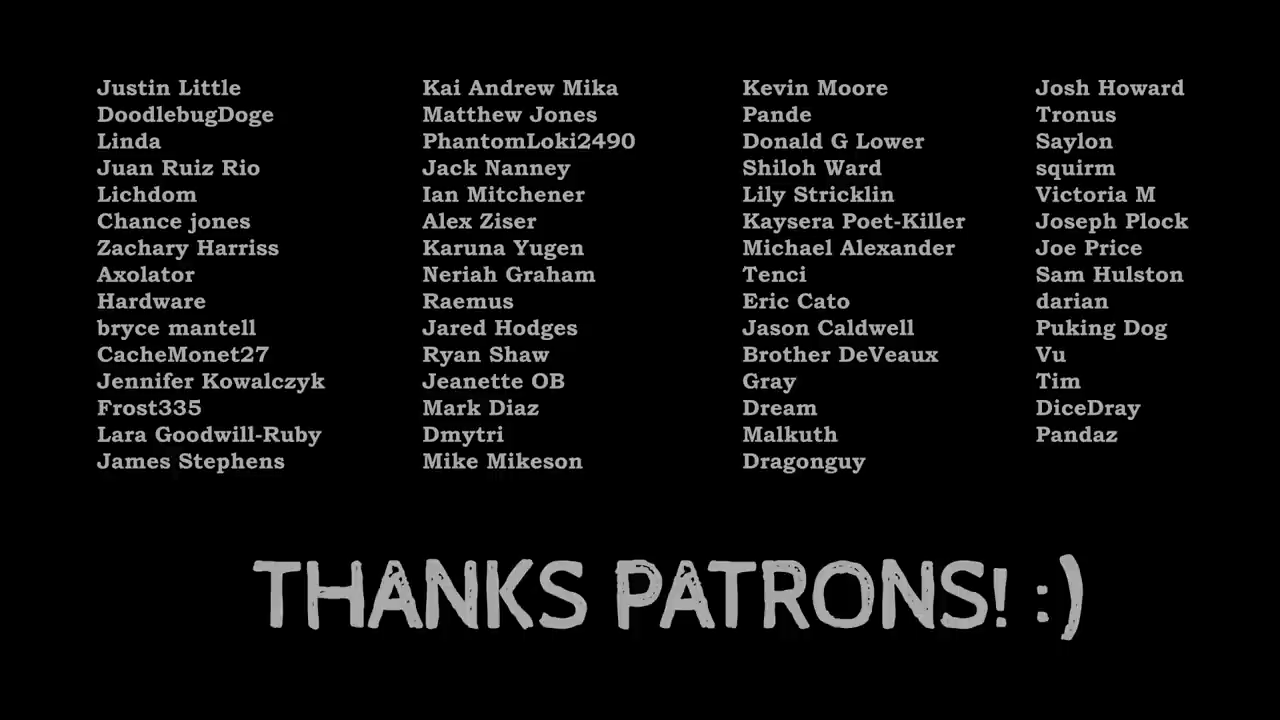 Justin Little
DoodlebugDoge
Linda
Juan Ruiz Rio
Lichdom
Chance jones
Zachary Harriss
Axolator
Hardware
bryce mantell
CacheMonet27
Jennifer Kowalczyk
Frost335
Lara Goodwill-Ruby
James Stephens
Kai Andrew Mika
Matthew Jones
PhantomLoki2490
Jack Nanney
Ian Mitchener
Alex Ziser
Karuna Yugen
Neriah Graham
Raemus
Jared Hodges
Ryan Shaw
Jeanette OB
Mark Diaz
Dmytri
Mike Mikeson
Kevin Moore
Pande
Donald G Lower
Shiloh Ward
Lily Stricklin
Kaysera Poet-Killer
Michael Alexander
Tenci
Eric Cato
Jason Caldwell
Brother DeVeaux
Gray
Dream
Malkuth
Dragonguy
Josh Howard
Tronus
Saylon
squirm
Victoria M
Joseph Plock
Joe Price
Sam Hulston
darian
Puking Dog
Vu
Tim
DiceDray
Pandaz
THANKS PATRONS! :)